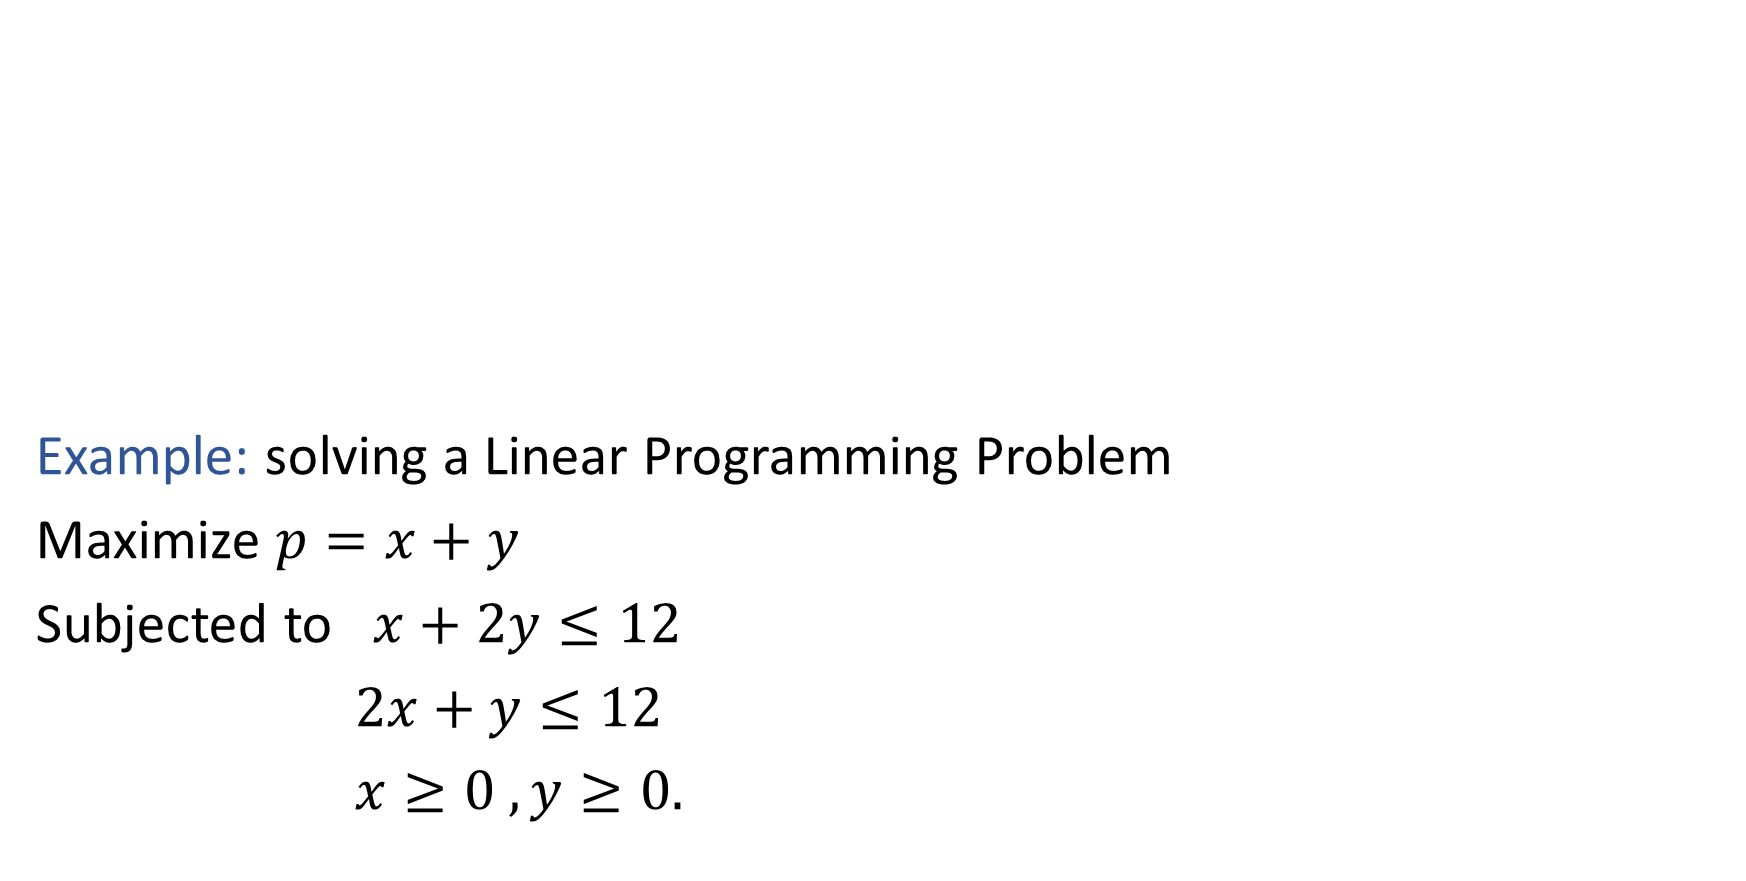 Example: solving a Linear Programming Problem
Maximize p = x + y
Subjected to x + 2y ≤ 12
2x + y ≤ 12
x ≥ 0 , y ≥ 0.